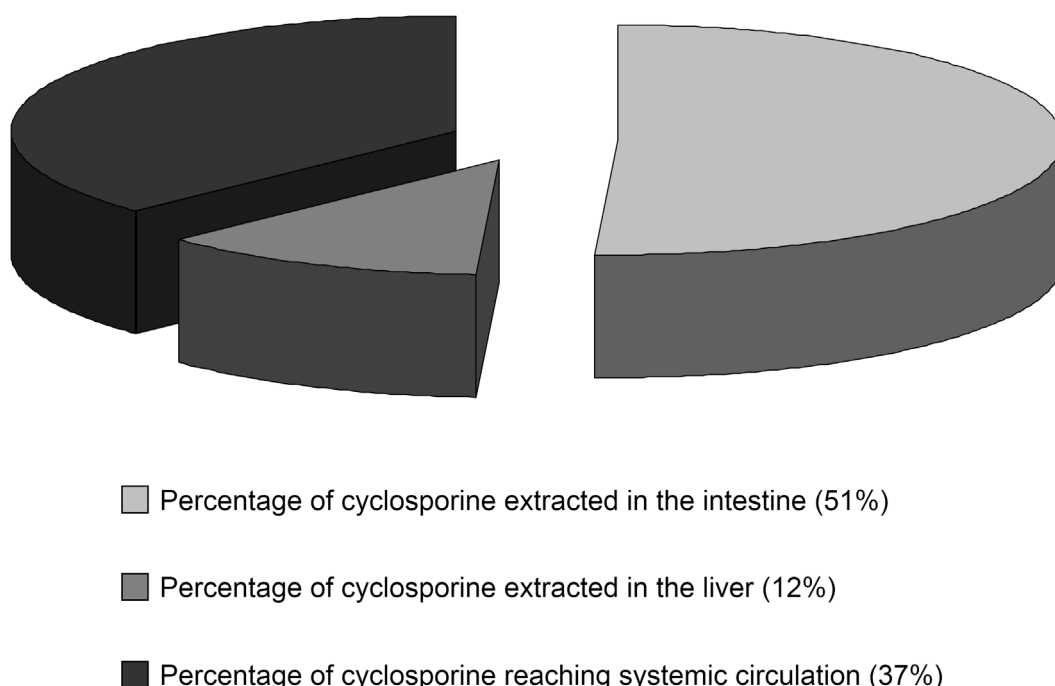 Percentage of cyclosporine extracted in the intestine (51%)
Percentage of cyclosporine extracted in the liver (12%)
Percentage of cyclosporine reaching systemic circulation (37%)